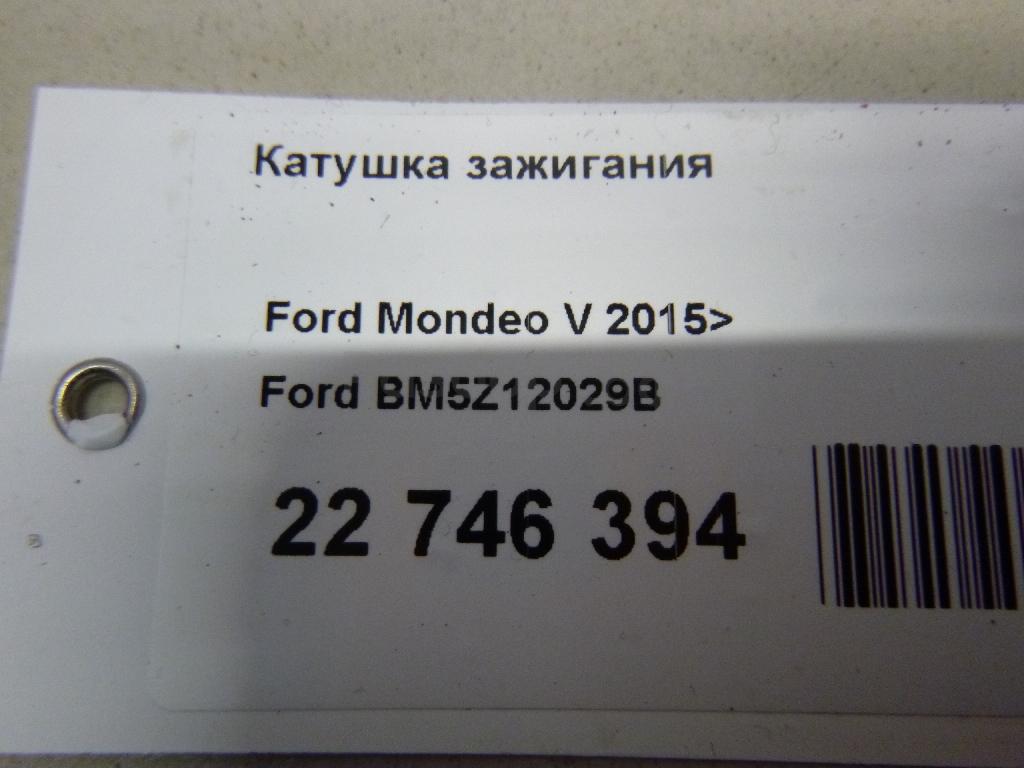 Катушка зажигания
Ford Mondeo V 2015>
Ford BM5Z12029B
22 746 394